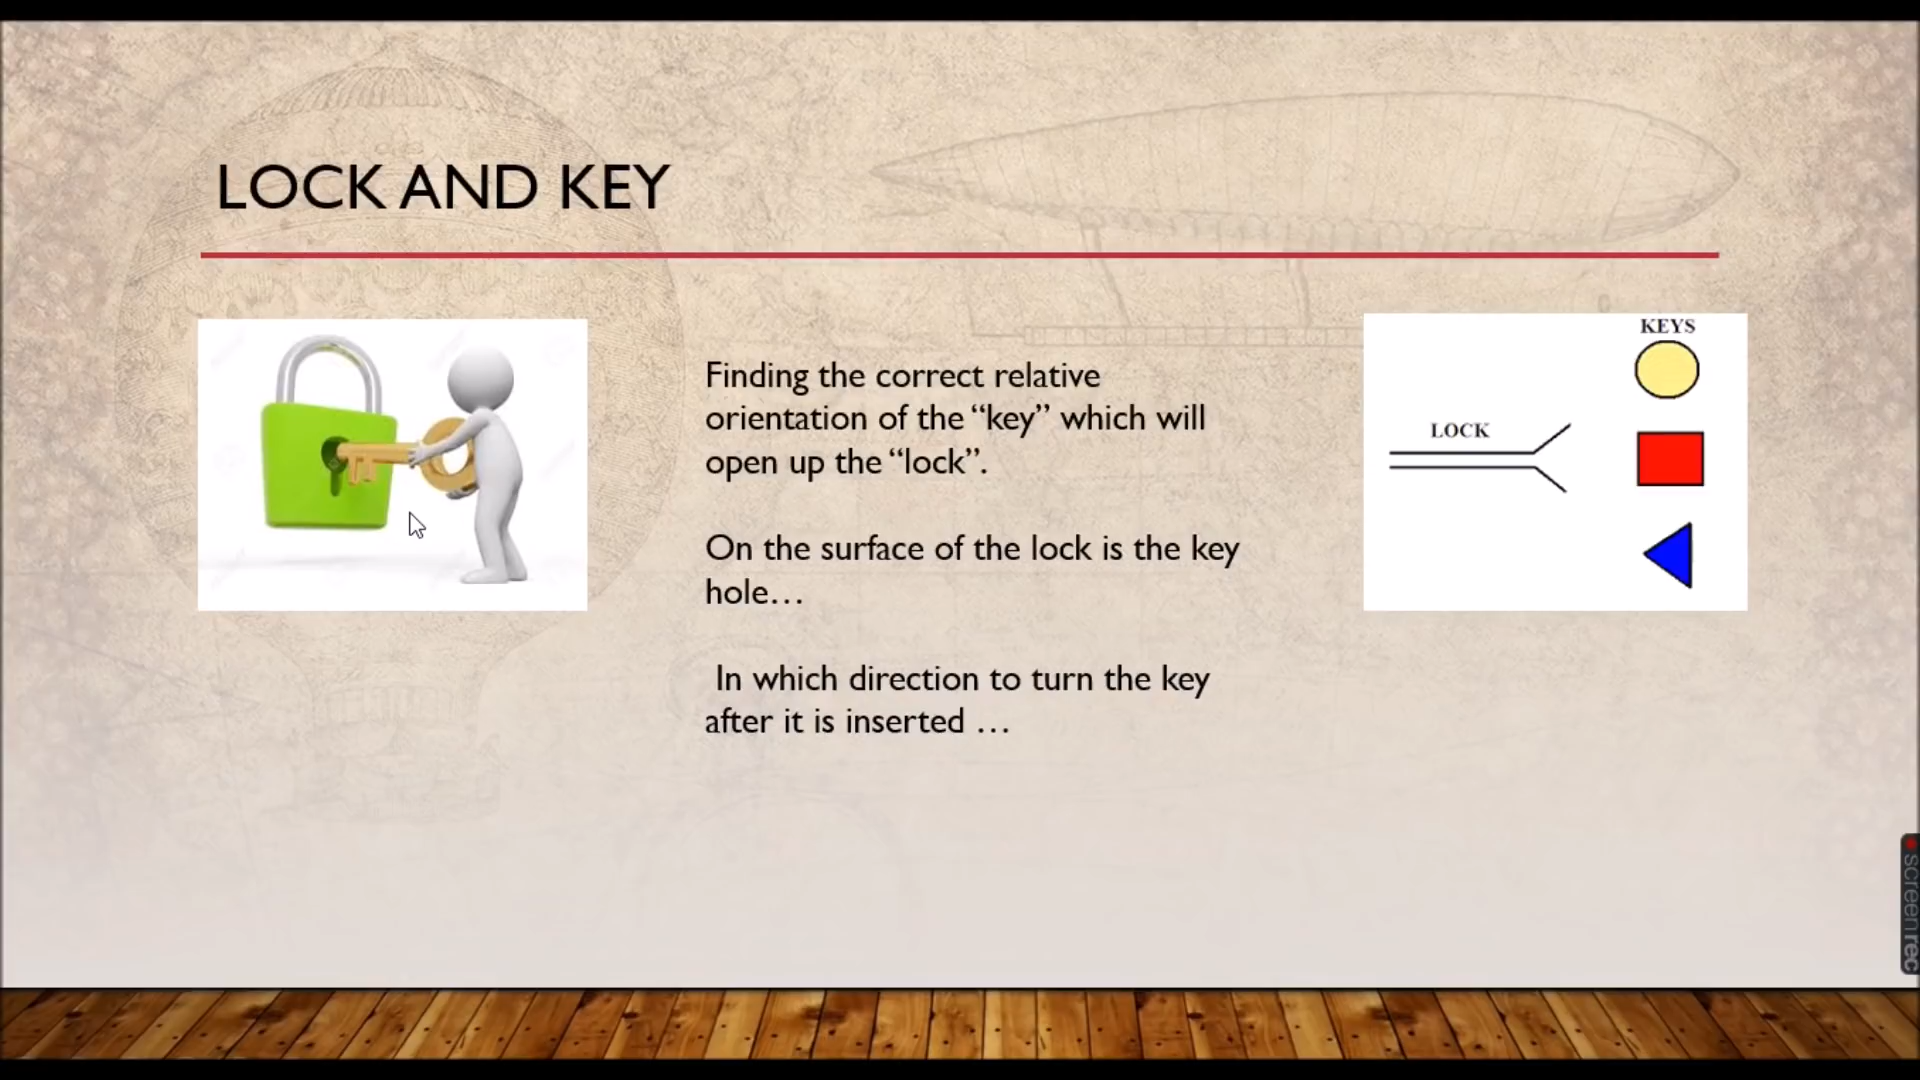 LOCK AND KEY
Finding the correct relative
orientation of the “key” which will
open up the “lock”.
On the surface of the lock is the key
hole…
In which direction to turn the key
after it is inserted …
KEYS
LOCK
screenrec